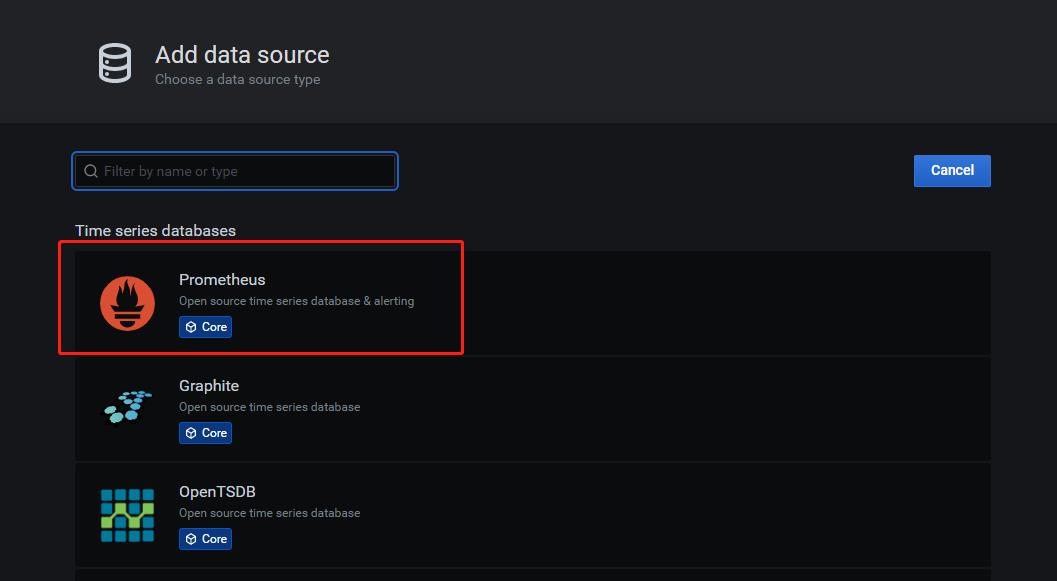 Add data source
Choose a data source type
Filter by name or type
Cancel
Time series databases
Prometheus
Open source time series database & alerting
Core
Graphite
Open source time series database
Core
OpenTSDB
Open source time series database
Core